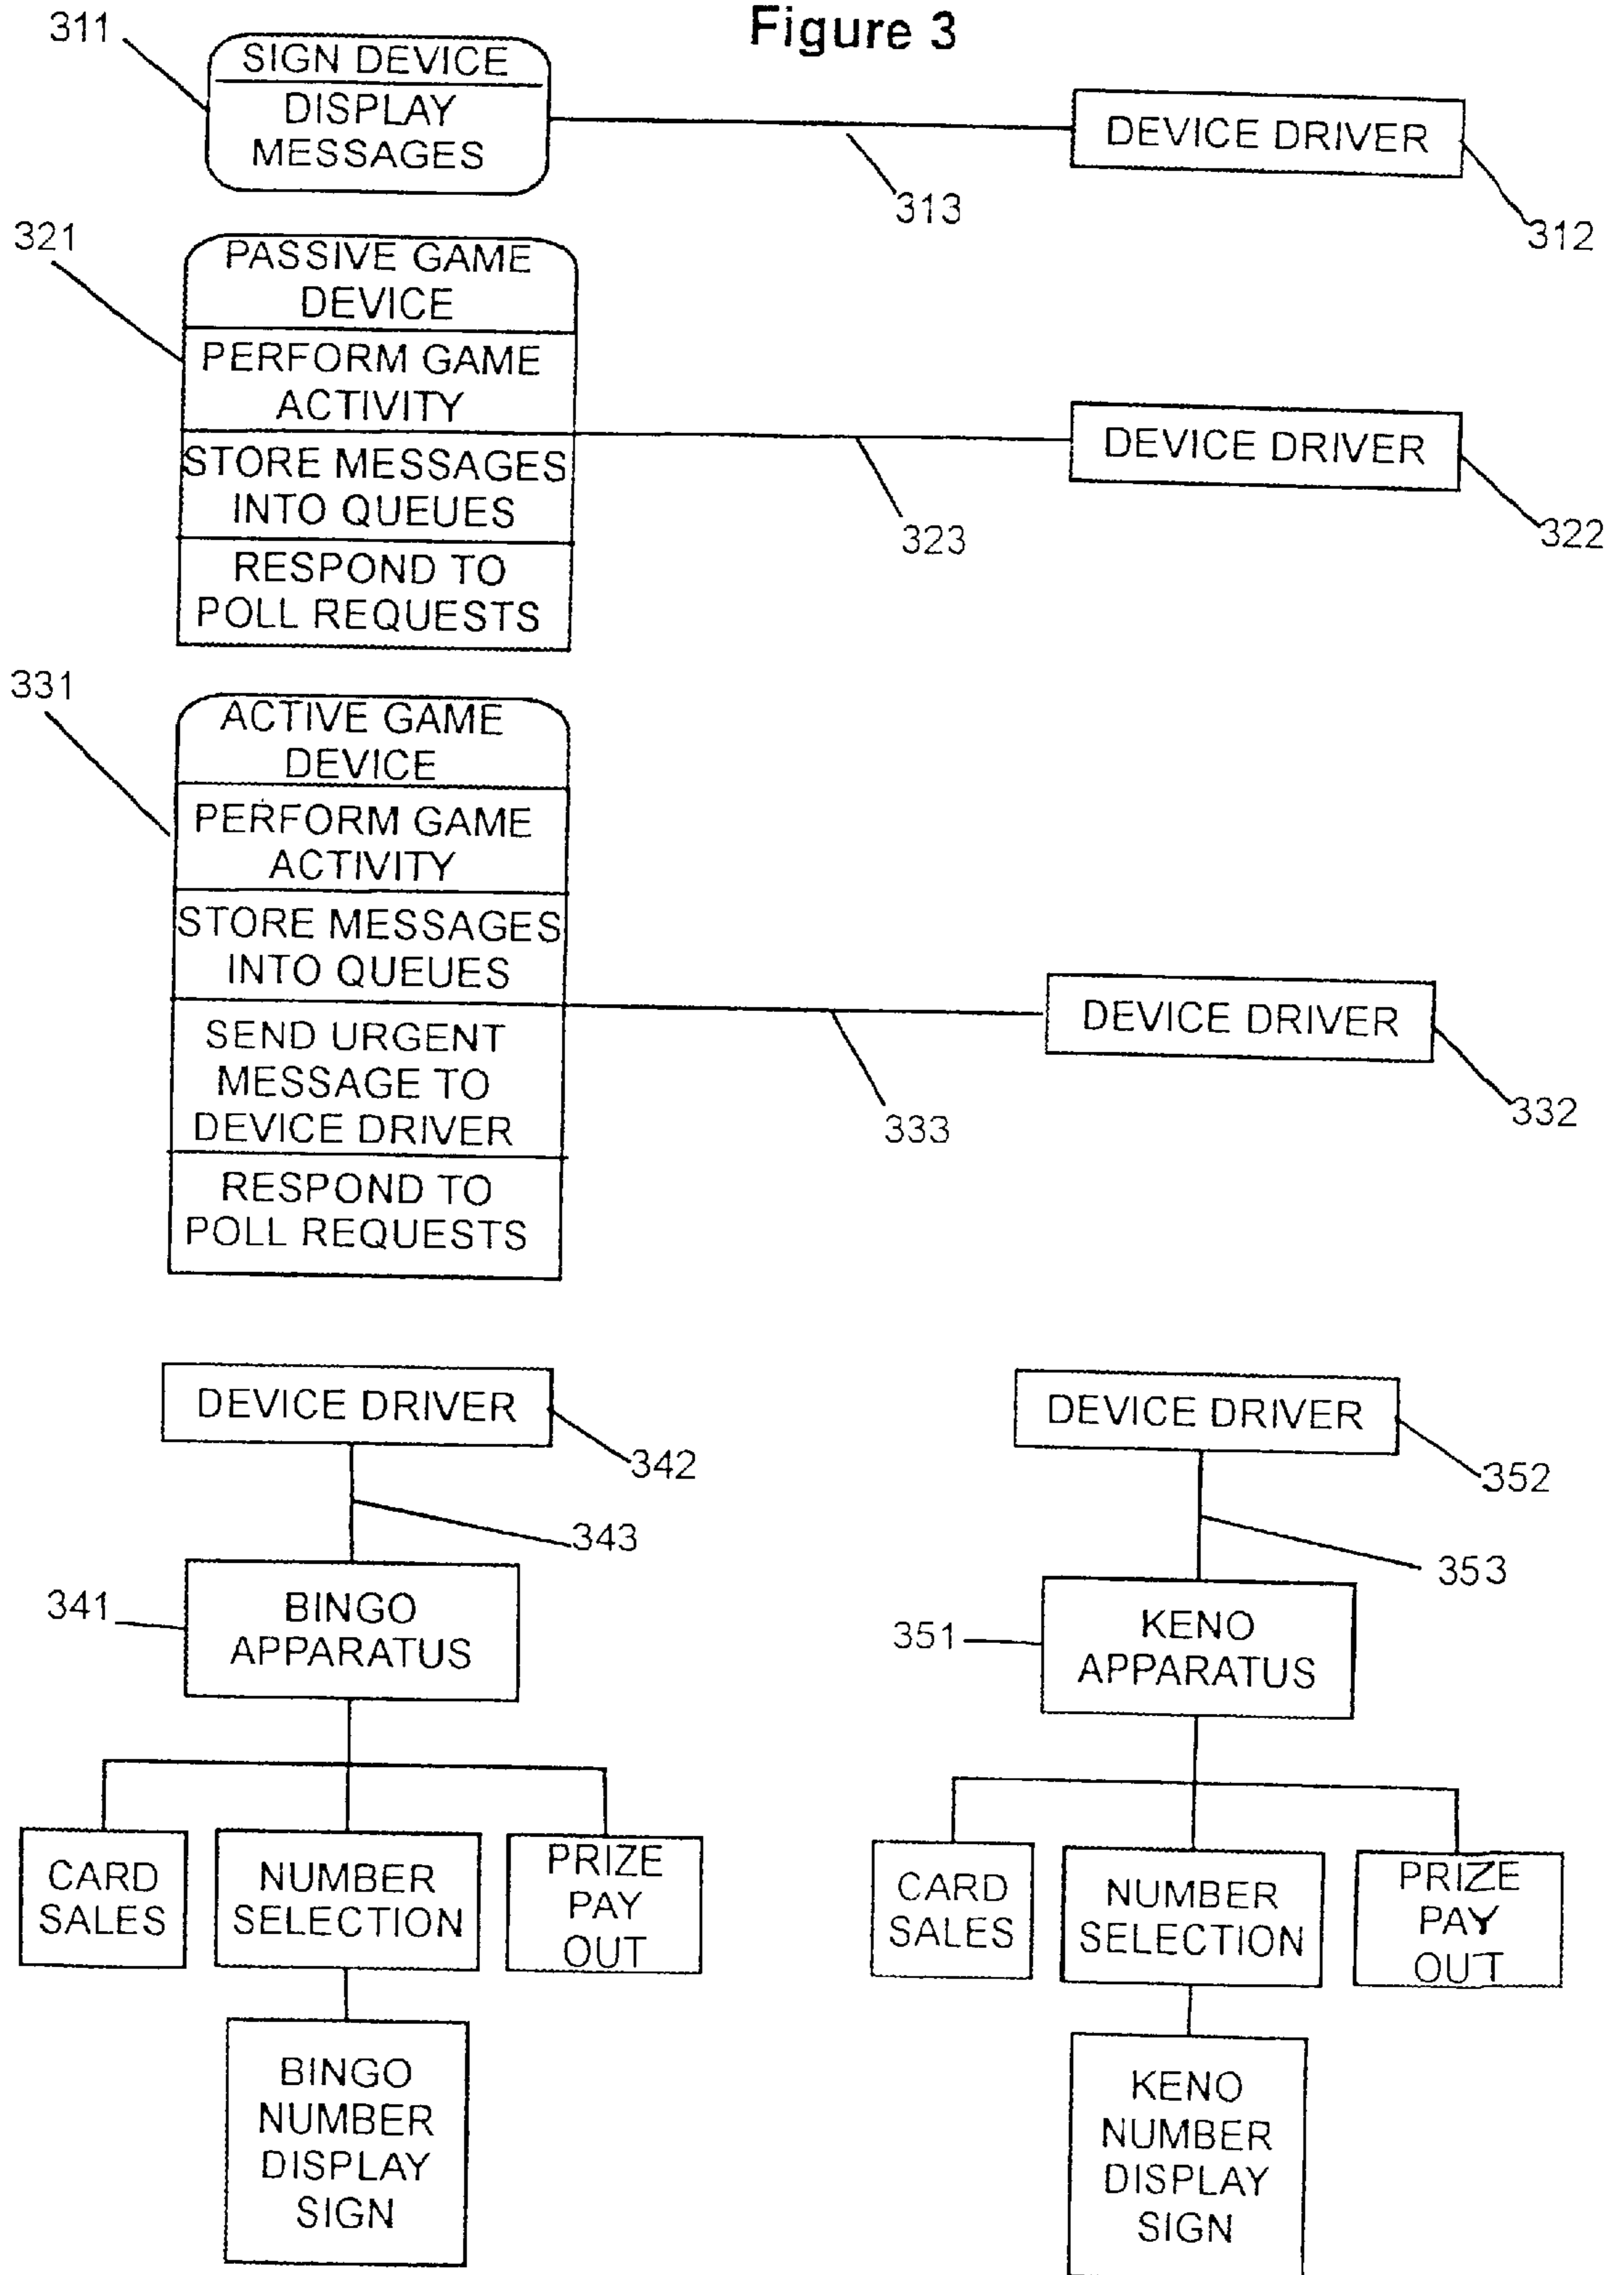 Figure 3
311
SIGN DEVICE
DISPLAY
MESSAGES
DEVICE DRIVER
313
312
321
PASSIVE GAME
DEVICE
PERFORM GAME
ACTIVITY
STORE MESSAGES
INTO QUEUES
RESPOND TO
POLL REQUESTS
DEVICE DRIVER
323
322
331
ACTIVE GAME
DEVICE
PERFORM GAME
ACTIVITY
STORE MESSAGES
INTO QUEUES
SEND URGENT
MESSAGE TO
DEVICE DRIVER
RESPOND TO
POLL REQUESTS
DEVICE DRIVER
333
332
DEVICE DRIVER
342
343
341
BINGO
APPARATUS
CARD
SALES
NUMBER
SELECTION
PRIZE
PAY
OUT
BINGO
NUMBER
DISPLAY
SIGN
DEVICE DRIVER
352
353
351
KENO
APPARATUS
CARD
SALES
NUMBER
SELECTION
PRIZE
PAY
OUT
KENO
NUMBER
DISPLAY
SIGN